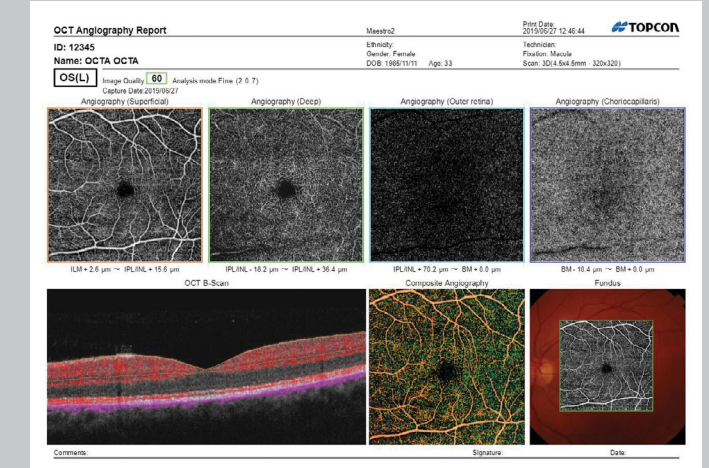 OCT Angiography Report
Maestro2
Print Date:
2019/06/27 12:46:44
TOPCON
ID: 12345
Name: OCTA OCTA
Ethnicity:
Gender: Female
DOB: 1985/11/11 Age: 33
Technician:
Fixation: Macula
Scan: 3D(4.5x4.5mm - 320x320)
OS(L) Image Quality 60 Analysis mode Fine (2.0.7)
Capture Date:2019/06/27
Angiography (Superficial) Angiography (Deep) Angiography (Outer retina) Angiography (Choriocapillaris)
ILM + 2.6 μm ~ IPL/INL + 15.6 μm IPL/INL - 18.2 μm ~ IPL/INL + 36.4 μm IPL/INL + 70.2 μm ~ BM + 0.0 μm BM - 10.4 μm ~ BM + 0.0 μm
OCT B-Scan Composite Angiography Fundus
Comments: Signature: Date: